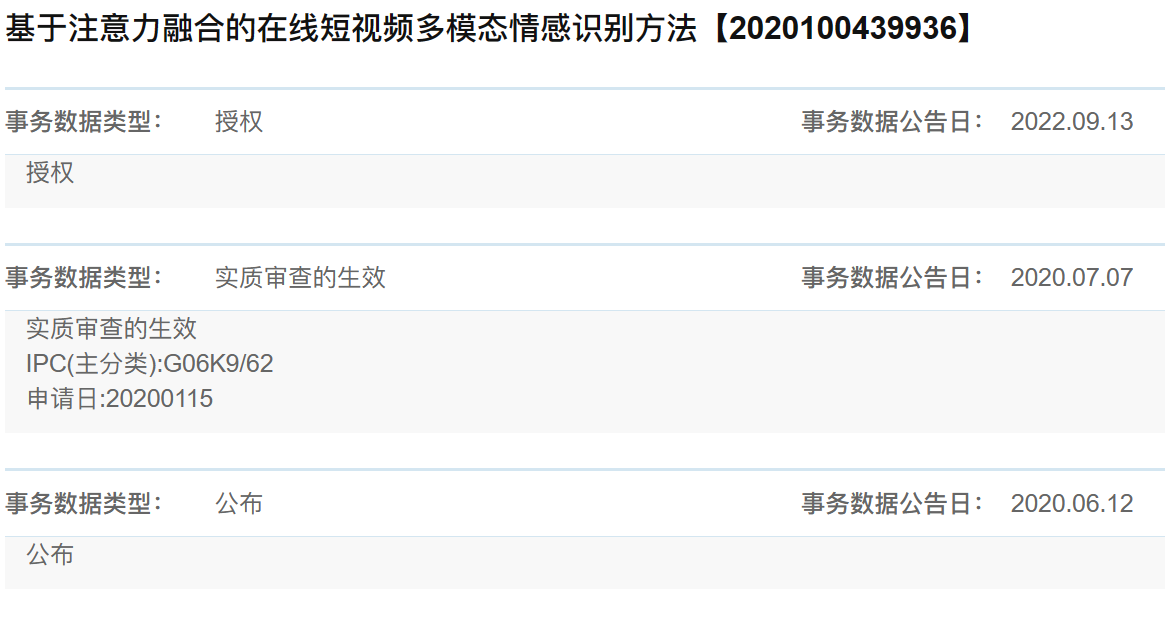 基于注意力融合的在线短视频多模态情感识别方法【2020100439936】
事务数据类型： 授权 事务数据公告日： 2022.09.13
授权
事务数据类型： 实质审查的生效 事务数据公告日： 2020.07.07
实质审查的生效
IPC(主分类):G06K9/62
申请日:20200115
事务数据类型： 公布 事务数据公告日： 2020.06.12
公布